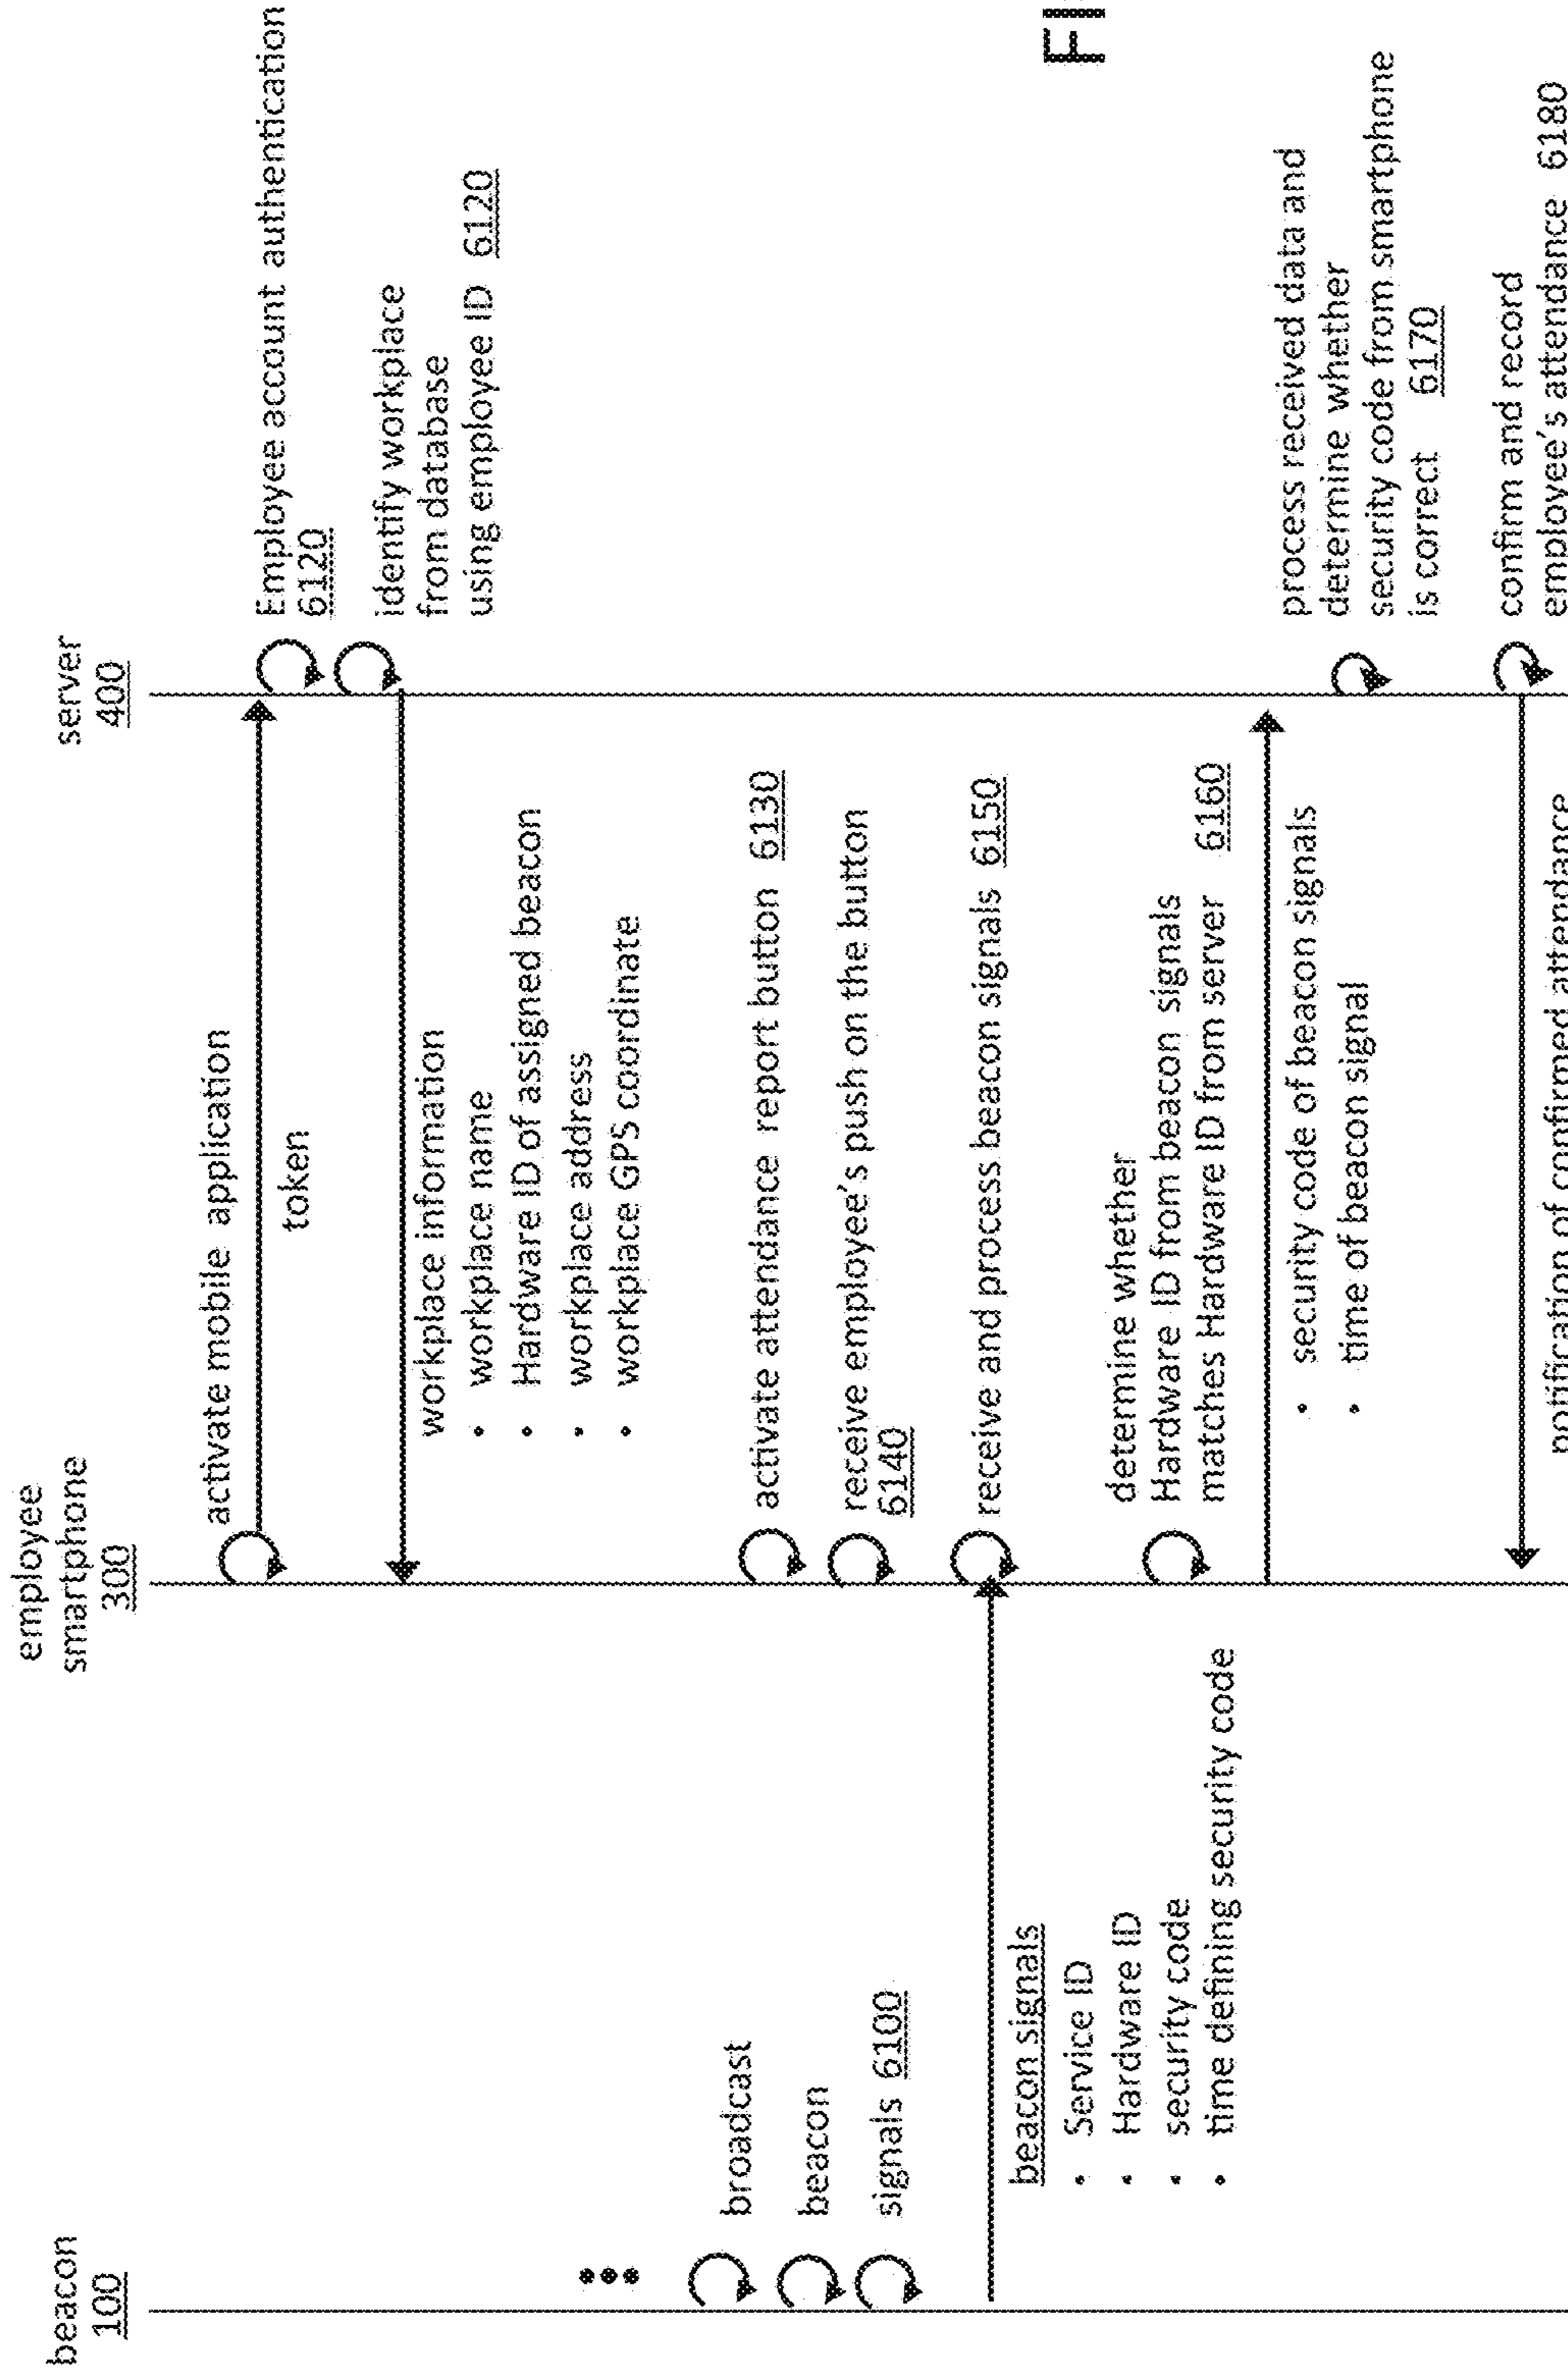 beacon
100
employee
smartphone
300
server
400
activate mobile application
token
Employee account authentication
6120
identify workplace
from database
using employee ID 6120
workplace information
• workplace name
• Hardware ID of assigned beacon
• workplace address
• workplace GPS coordinate
broadcast
beacon
signals 6100
activate attendance report button 6130
receive employee's push on the button
6140
receive and process beacon signals 6150
beacon signals
• Service ID
• Hardware ID
• security code
• time defining security code
determine whether
Hardware ID from beacon signals
matches Hardware ID from server 6160
• security code of beacon signals
• time of beacon signal
process received data and
determine whether
security code from smartphone
is correct 6170
confirm and record
employee's attendance 6180
notification of confirmed attendance